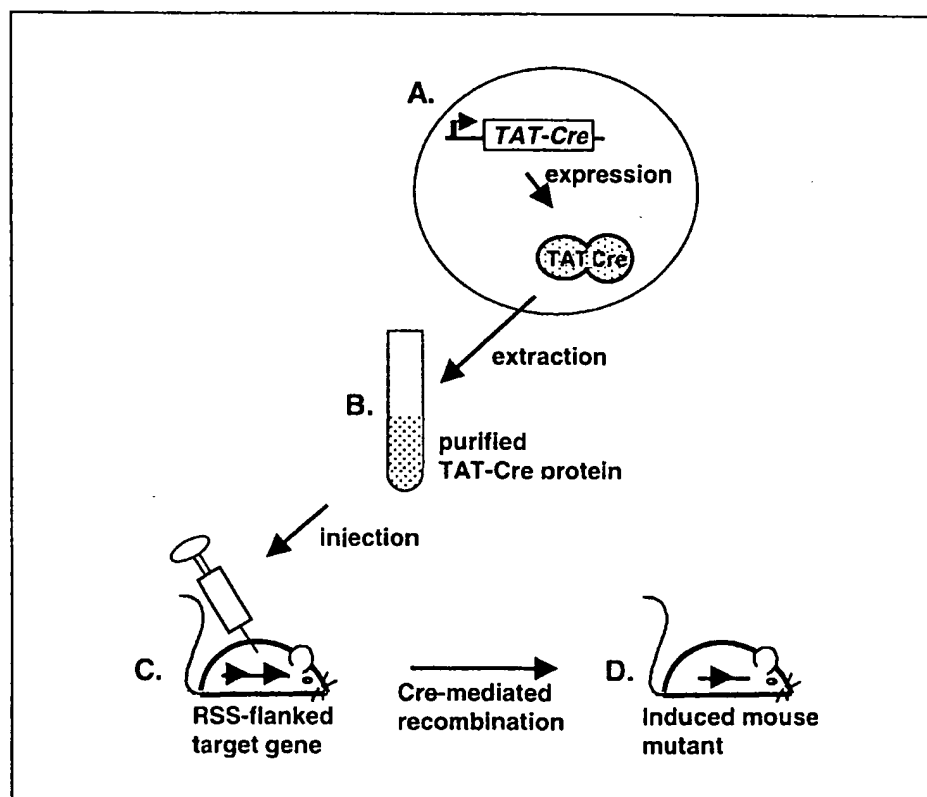 A.
TAT-Cre
expression
TAT Cre
extraction
B.
purified
TAT-Cre protein
injection
C.
RSS-flanked
target gene
Cre-mediated
recombination
D.
Induced mouse
mutant